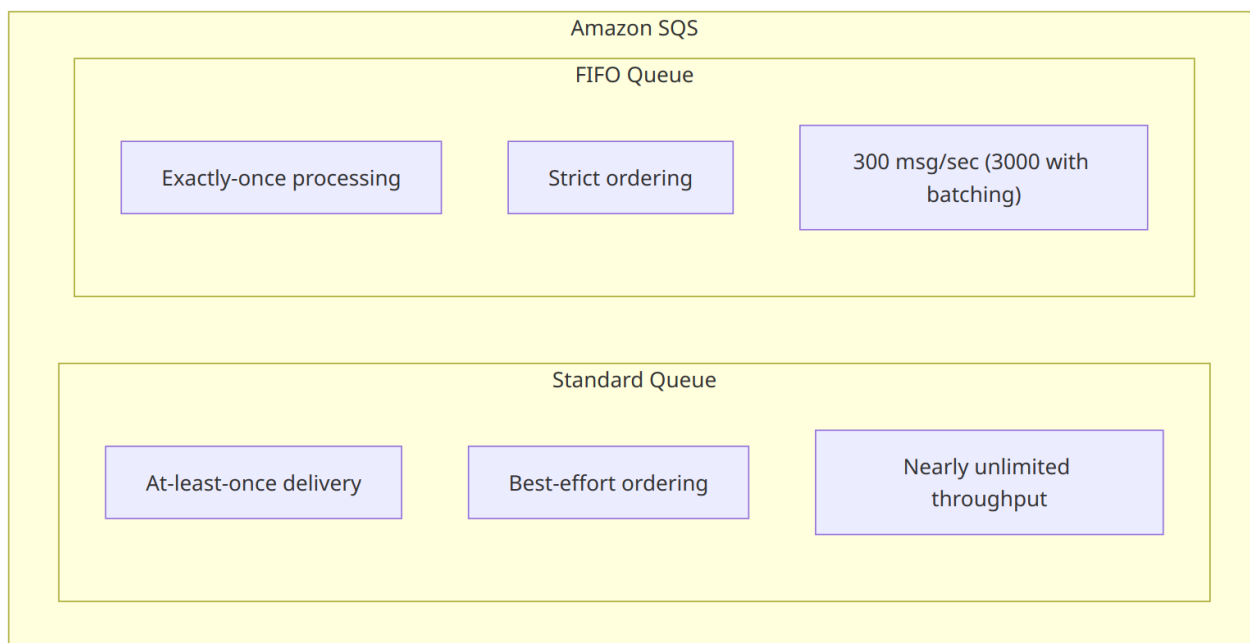 Amazon SQS
FIFO Queue
Exactly-once processing
Strict ordering
300 msg/sec (3000 with
batching)
Standard Queue
At-least-once delivery
Best-effort ordering
Nearly unlimited
throughput